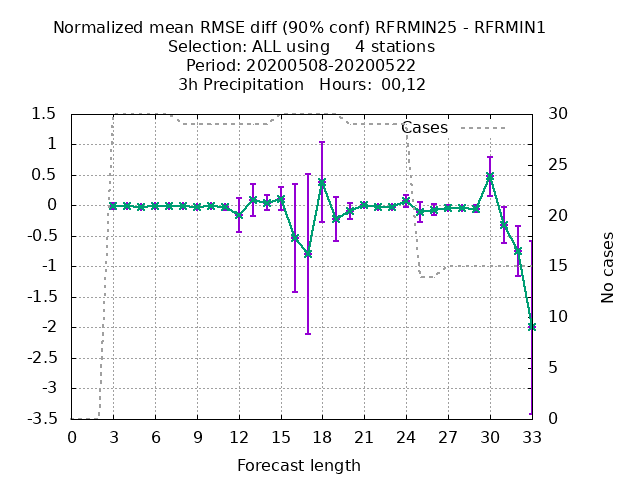 Normalized mean RMSE diff (90% conf) RFRMIN25 - RFRMIN1
Selection: ALL using     4 stations
Period: 20200508-20200522
3h Precipitation   Hours: 00,12
1.5
1
0.5
0
-0.5
-1
-1.5
-2
-2.5
-3
-3.5
Cases
30
25
20
15
10
5
0
No cases
0 3 6 9 12 15 18 21 24 27 30 33
Forecast length